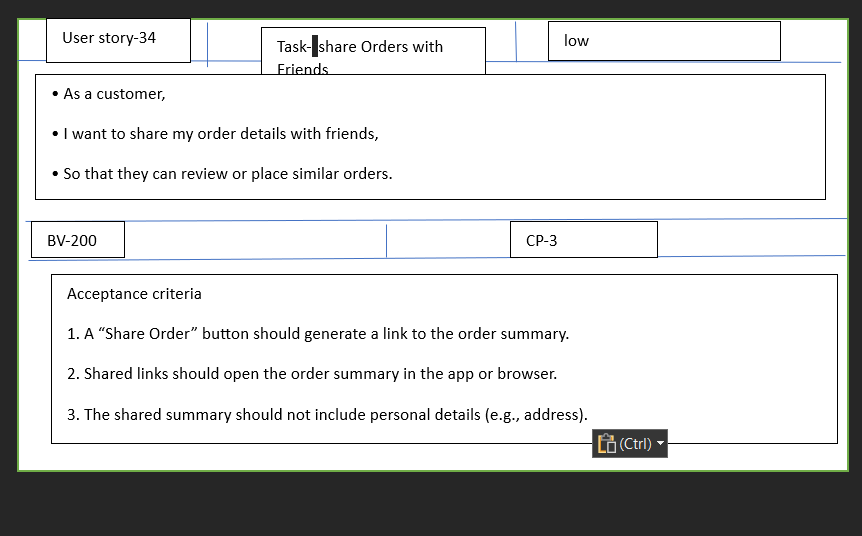 User story-34
Task- share Orders with
Friends
low
• As a customer,
• I want to share my order details with friends,
• So that they can review or place similar orders.
BV-200
CP-3
Acceptance criteria
1. A “Share Order” button should generate a link to the order summary.
2. Shared links should open the order summary in the app or browser.
3. The shared summary should not include personal details (e.g., address).
(Ctrl)